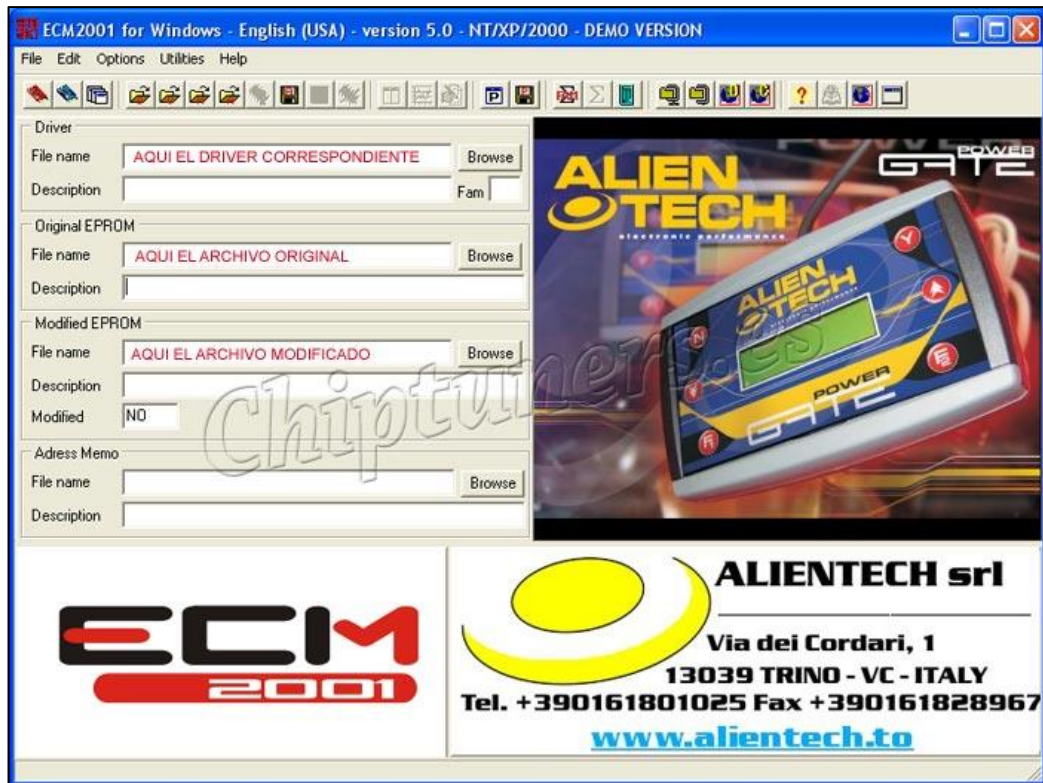 ECM2001 for Windows - English (USA) - version 5.0 - NT/XP/2000 - DEMO VERSION
File Edit Options Utilities Help
Driver
File name AQUI EL DRIVER CORRESPONDIENTE Browse
Description Fam
Original EPROM
File name AQUI EL ARCHIVO ORIGINAL Browse
Description
Modified EPROM
File name AQUI EL ARCHIVO MODIFICADO Browse
Description
Modified NO
Adress Memo
File name Browse
Description
POWER
GATE
ALIEN
TECH
electronic performance
ALIEN
TECH
POWER
GATE
Chiptuners.es
ECM
2001
ALIENTECH srl
Via dei Cordari, 1
13039 TRINO - VC - ITALY
Tel. +390161801025 Fax +390161828967
www.alientech.to